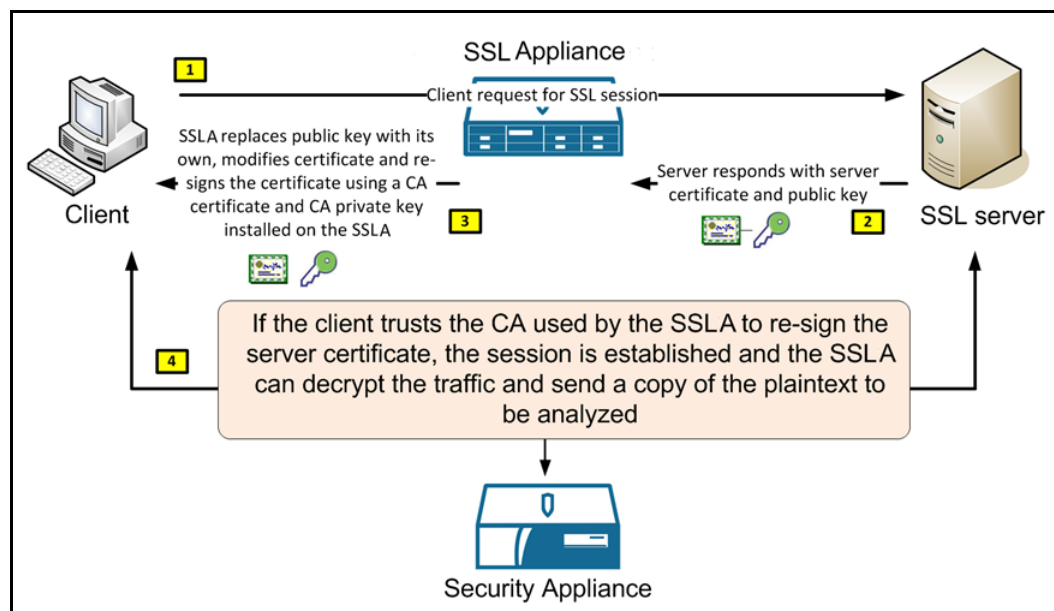 SSL Appliance
1
Client request for SSL session
SSLA replaces public key with its
own, modifies certificate and re-
signs the certificate using a CA
certificate and CA private key
installed on the SSLA
3
Server responds with server
certificate and public key
2
Client
SSL server
4
If the client trusts the CA used by the SSLA to re-sign the
server certificate, the session is established and the SSLA
can decrypt the traffic and send a copy of the plaintext to
be analyzed
Security Appliance